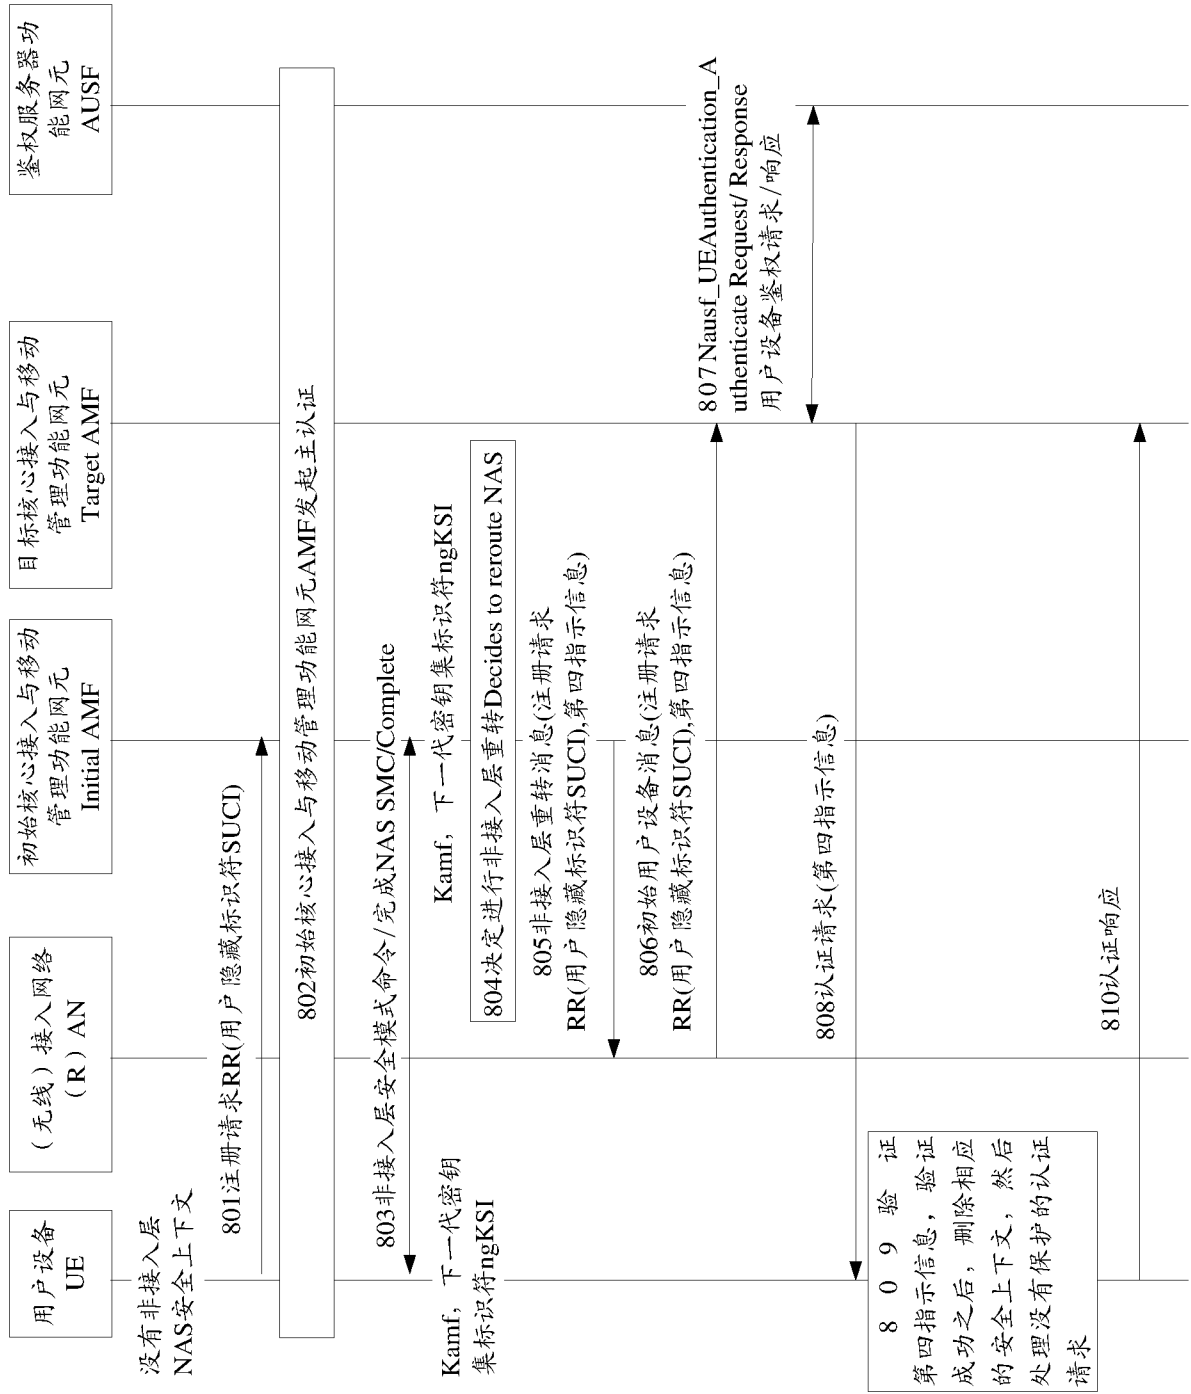 用户设备
UE
(无线)接入网络
(R)AN
初始核心接入与移动
管理功能网元
Initial AMF
目标核心接入与移动
管理功能网元
Target AMF
鉴权服务器功
能网元
AUSF
没有非接入层
NAS安全上下文
801注册请求RR(用户隐藏标识符SUCI)
802初始核心接入与移动管理功能网元AMF发起主认证
803非接入层安全模式命令/完成NAS SMC/Complete
Kamf，下一代密钥
集标识符ngKSI
Kamf，下一代密钥集标识符ngKSI
804决定进行非接入层重转Decides to reroute NAS
805非接入层重转消息(注册请求
RR(用户隐藏标识符SUCI),第四指示信息)
806初始用户设备消息(注册请求
RR(用户隐藏标识符SUCI),第四指示信息)
807Nausf_UEAuthentication_A
uthenticate Request/ Response
用户设备鉴权请求/响应
808认证请求(第四指示信息)
809验证
第四指示信息，验证
成功之后，删除相应
的安全上下文，然后
处理没有保护的认证
请求
810认证响应